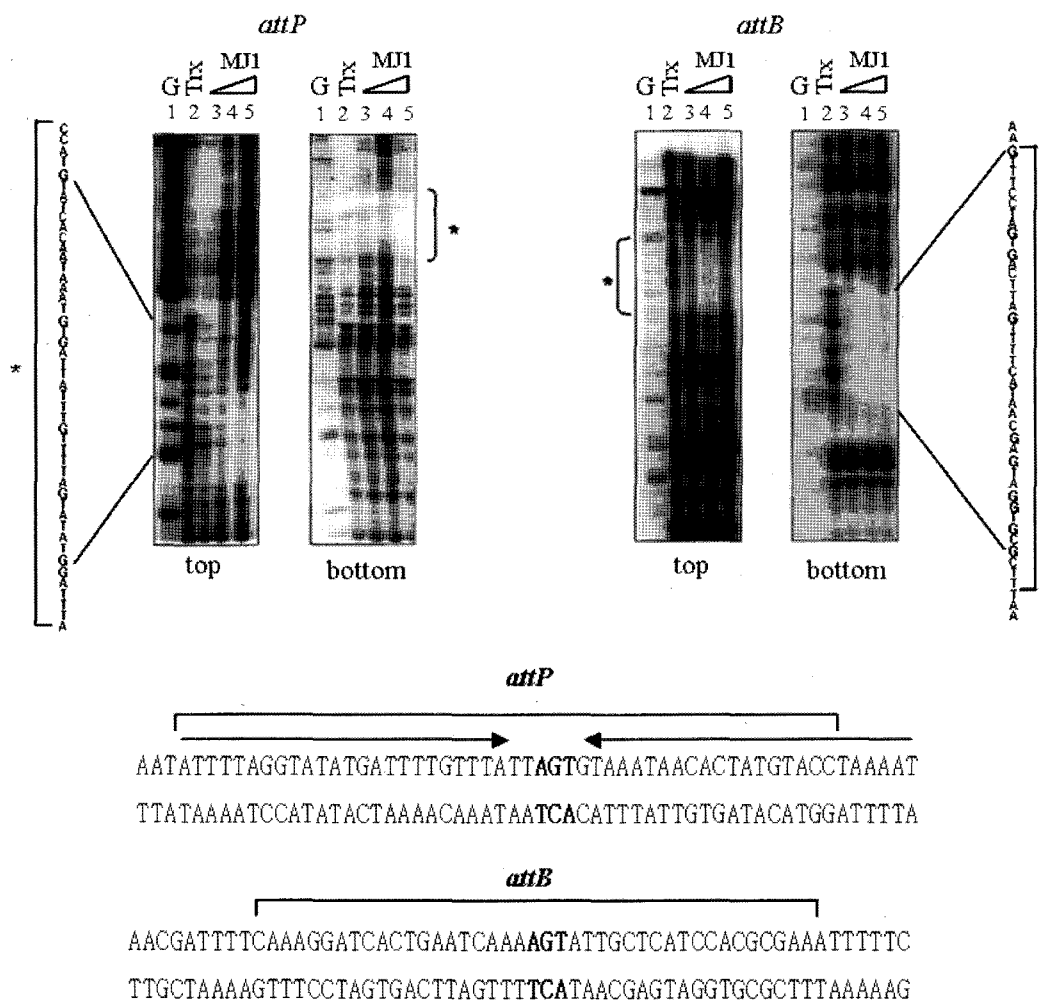 attP
G Trx MJ1
1 2 3 4 5
G Trx MJ1
1 2 3 4 5
*
*
top
bottom
attB
G Trx MJ1
1 2 3 4 5
G Trx MJ1
1 2 3 4 5
*
top
bottom
AAGTTTCCTAGTGACTTAGTTTTCATAACGAGTAGGTGCGCTTTAA
attP
AATATTTTAGGTATATGATTTTGTTTATTAGTGTAAATAACACTATGTACCTAAAAT
TTATAAAATCCATATACTAAAACAAATAATCACATTTATTGTGATACATGGATTTTA
attB
AACGATTTTCAAAGGATCACTGAATCAAAAGTATTGCTCATCCACGCGAAATTTTTC
TTGCTAAAAGTTTCCTAGTGACTTAGTTTTCATAACGAGTAGGTGCGCTTTAAAAAG